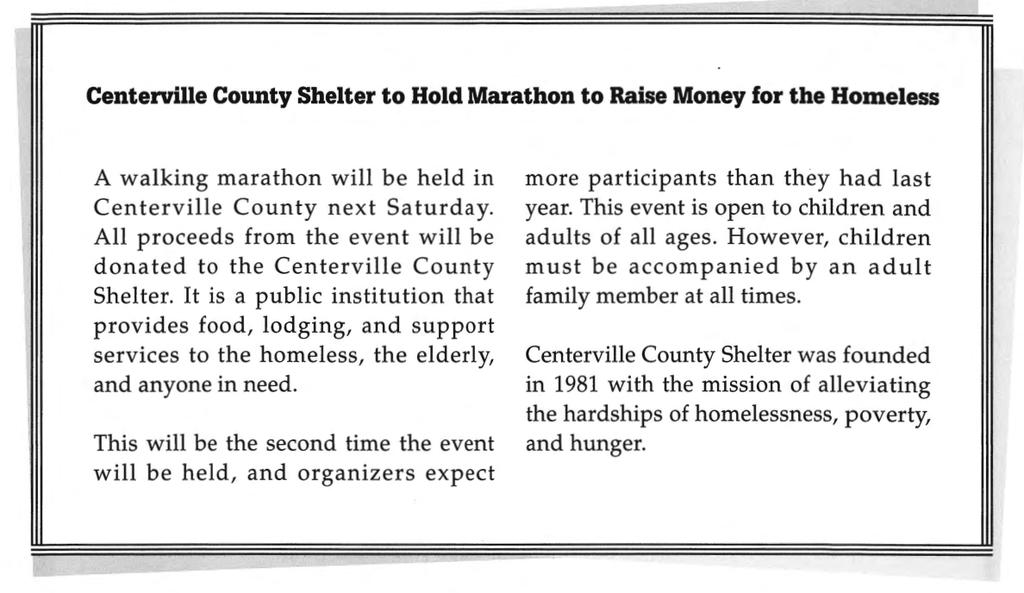 Centerville County Shelter to Hold Marathon to Raise Money for the Homeless
A walking marathon will be held in
Centerville County next Saturday.
All proceeds from the event will be
donated to the Centerville County
Shelter. It is a public institution that
provides food, lodging, and support
services to the homeless, the elderly,
and anyone in need.
This will be the second time the event
will be held, and organizers expect
more participants than they had last
year. This event is open to children and
adults of all ages. However, children
must be accompanied by an adult
family member at all times.
Centerville County Shelter was founded
in 1981 with the mission of alleviating
the hardships of homelessness, poverty,
and hunger.